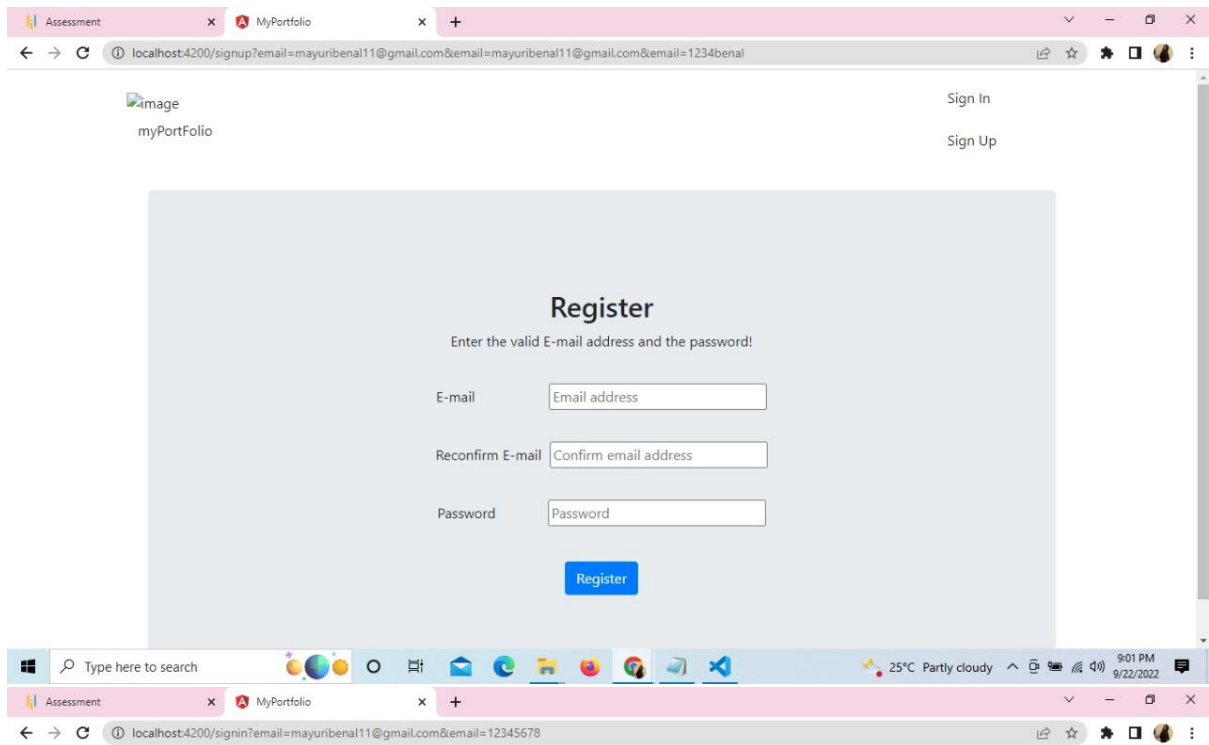 Assessment
MyPortfolio
localhost:4200/signup?email=mayuribenal11@gmail.com&email=mayuribenal11@gmail.com&email=1234benal
image
myPortFolio
Sign In
Sign Up
Register
Enter the valid E-mail address and the password!
E-mail Email address
Reconfirm E-mail Confirm email address
Password Password
Register
Type here to search
25°C Partly cloudy
9:01 PM
9/22/2022
Assessment
MyPortfolio
localhost:4200/signin?email=mayuribenal11@gmail.com&email=12345678